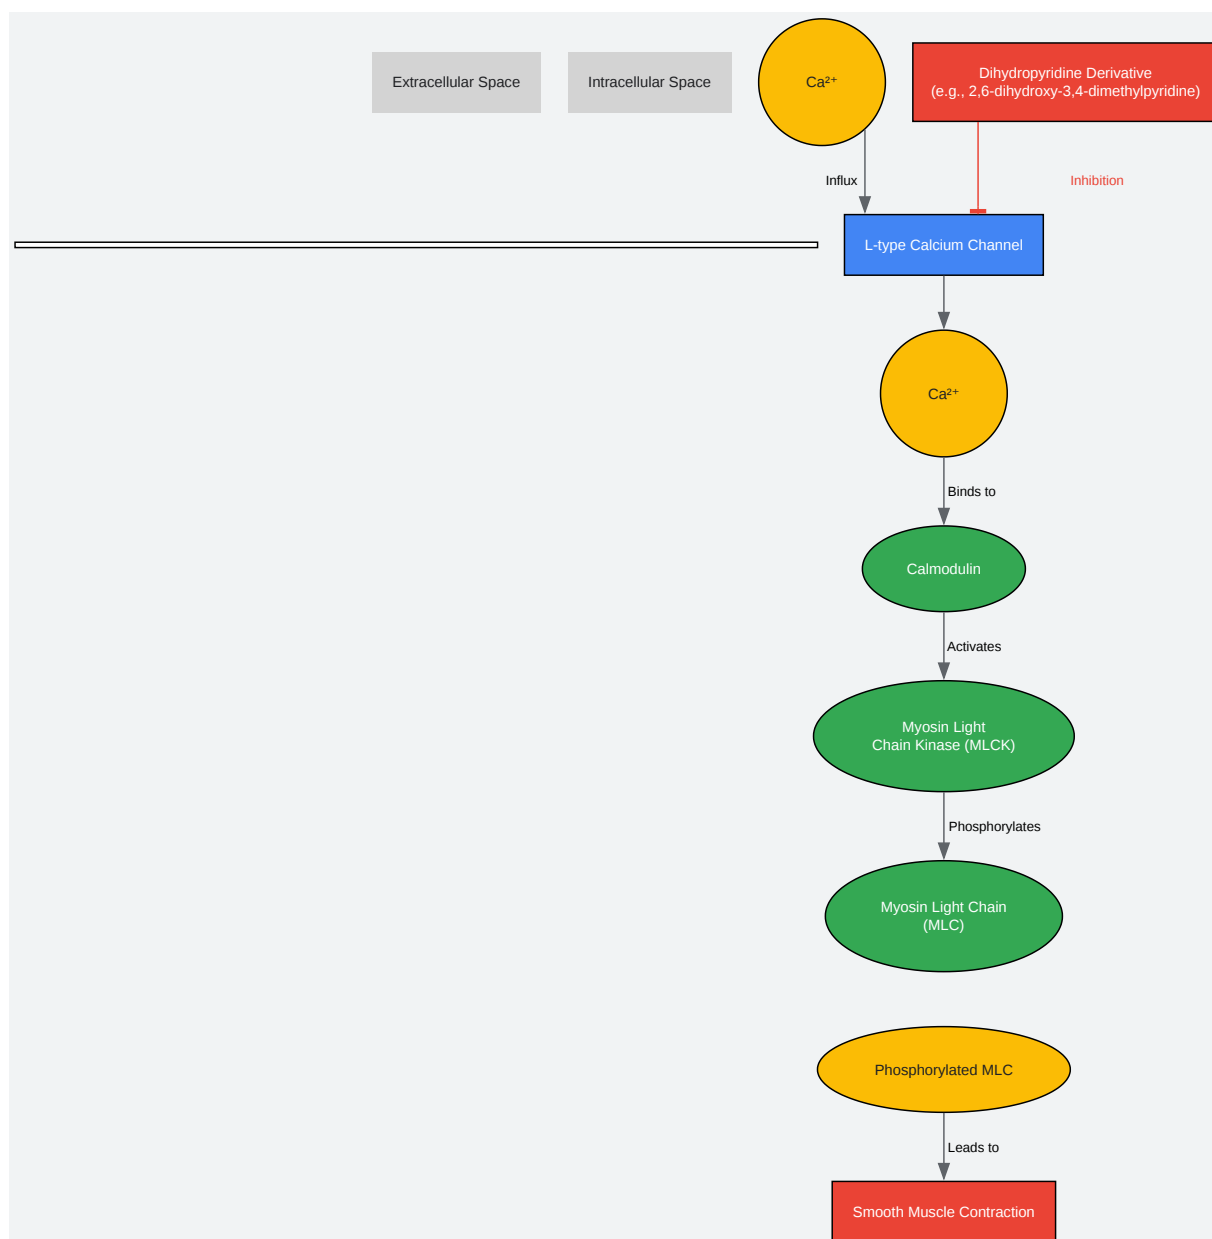 Extracellular Space
Intracellular Space
Ca²⁺
Dihydropyridine Derivative
(e.g., 2,6-dihydroxy-3,4-dimethylpyridine)
Influx
Inhibition
L-type Calcium Channel
Ca²⁺
Binds to
Calmodulin
Activates
Myosin Light
Chain Kinase (MLCK)
Phosphorylates
Myosin Light Chain
(MLC)
Phosphorylated MLC
Leads to
Smooth Muscle Contraction